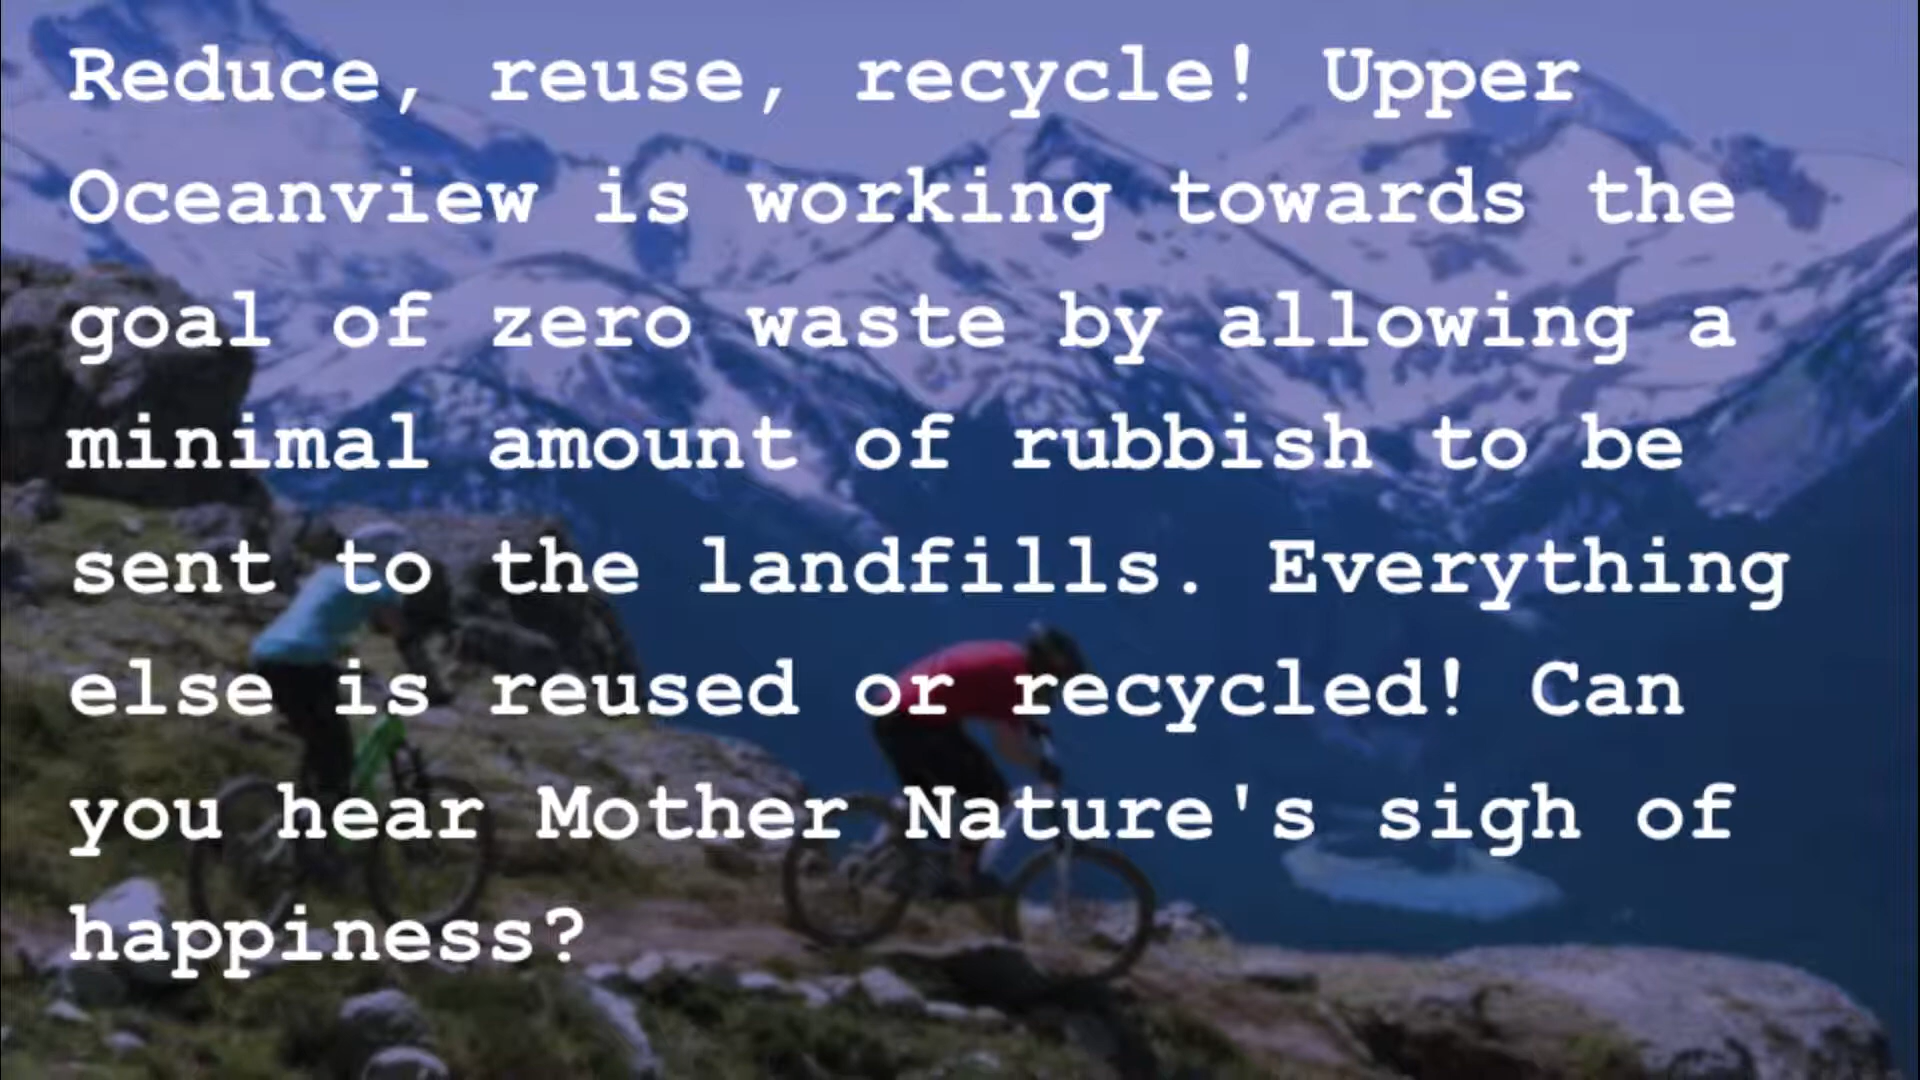 Reduce, reuse, recycle! Upper
Oceanview is working towards the
goal of zero waste by allowing a
minimal amount of rubbish to be
sent to the landfills. Everything
else is reused or recycled! Can
you hear Mother Nature's sigh of
happiness?